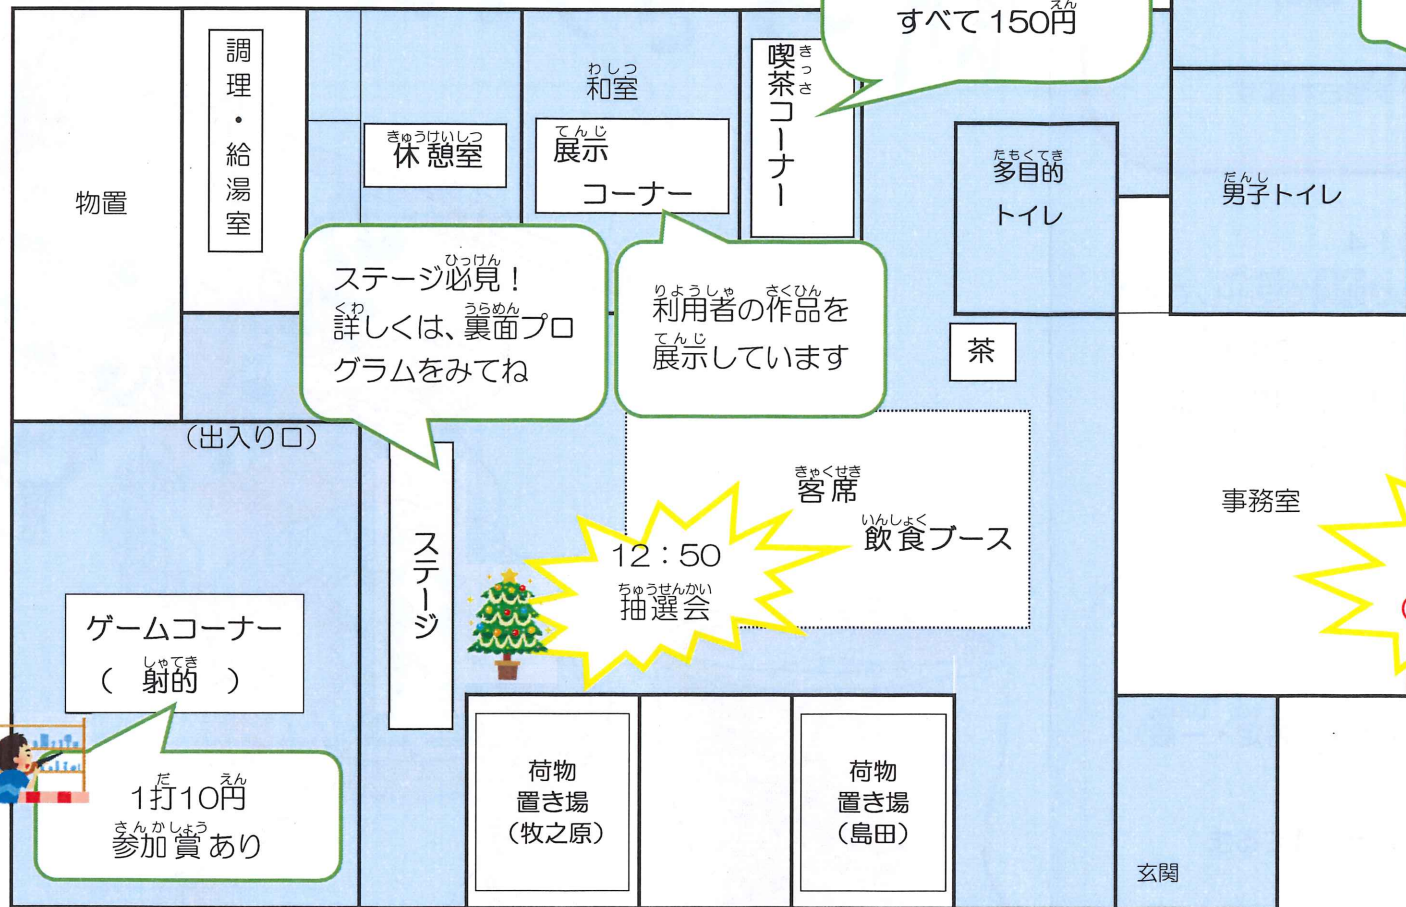 すべて150円
えん
物置
調理・給湯室
きゅうけいしつ
休憩室
わしつ
和室
てんじ
展示
コーナー
きっさ
喫茶コーナー
たもくてき
多目的
トイレ
だんし
男子トイレ
ひっけん
ステージ必見！
くわ うらめん
詳しくは、裏面プロ
グラムをみてね
りようしゃ さくひん
利用者の作品を
てんじ
展示しています
茶
（出入り口）
ステージ
きゃくせき
客席
いんしょく
飲食ブース
12：50
ちゅうせんかい
抽選会
事務室
ゲームコーナー
しゃてき
（ 射的 ）
だ えん
1打10円
さんかしょう
参加賞あり
荷物
置き場
（牧之原）
荷物
置き場
（島田）
玄関